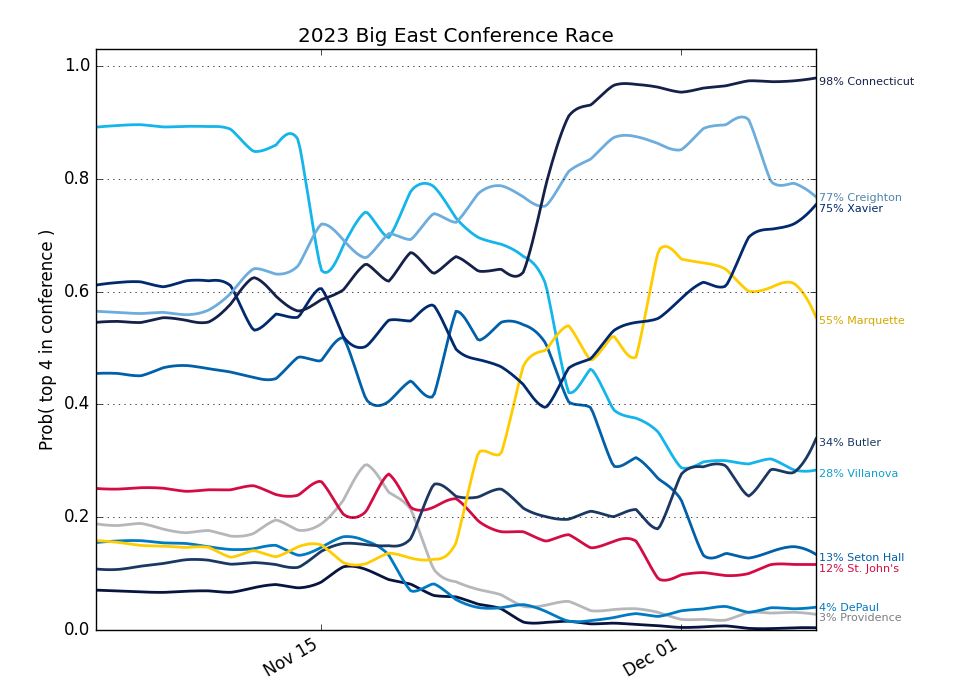 2023 Big East Conference Race
Prob( top 4 in conference )
1.0
0.8
0.6
0.4
0.2
0.0
Nov 15
Dec 01
98% Connecticut
77% Creighton
75% Xavier
55% Marquette
34% Butler
28% Villanova
13% Seton Hall
12% St. John's
4% DePaul
3% Providence